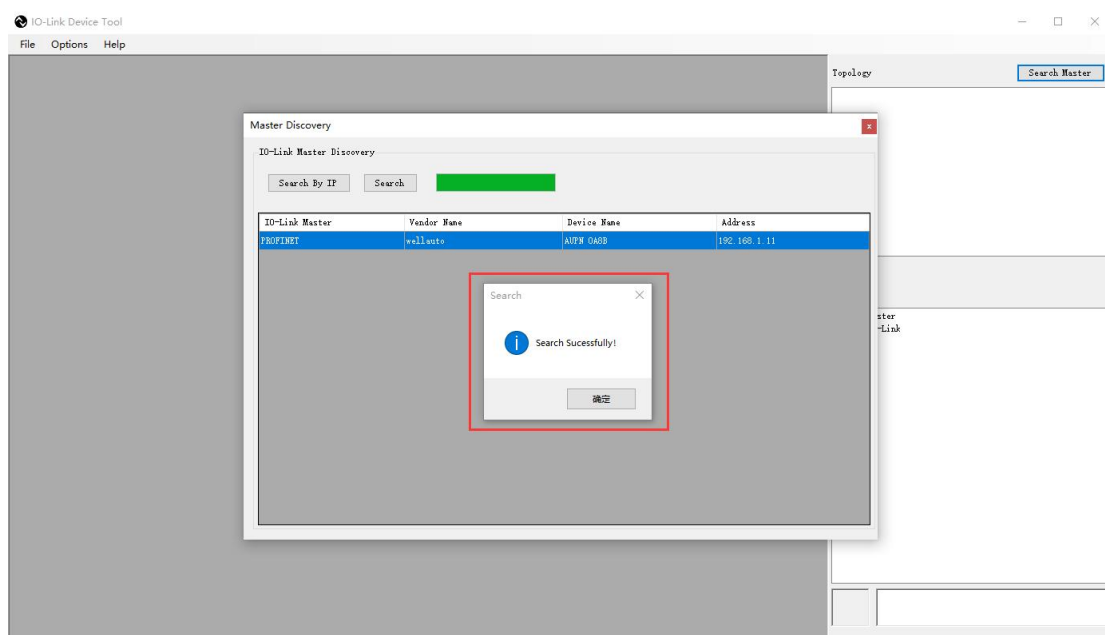 IO-Link Device Tool
File Options Help
Topology
Search Master
Master Discovery
IO-Link Master Discovery
Search By IP Search
IO-Link Master Vendor Name Device Name Address
PROFINET wellauto AUPN 0A8B 192.168.1.11
Search
Search Sucessfully!
确定
ster
-Link